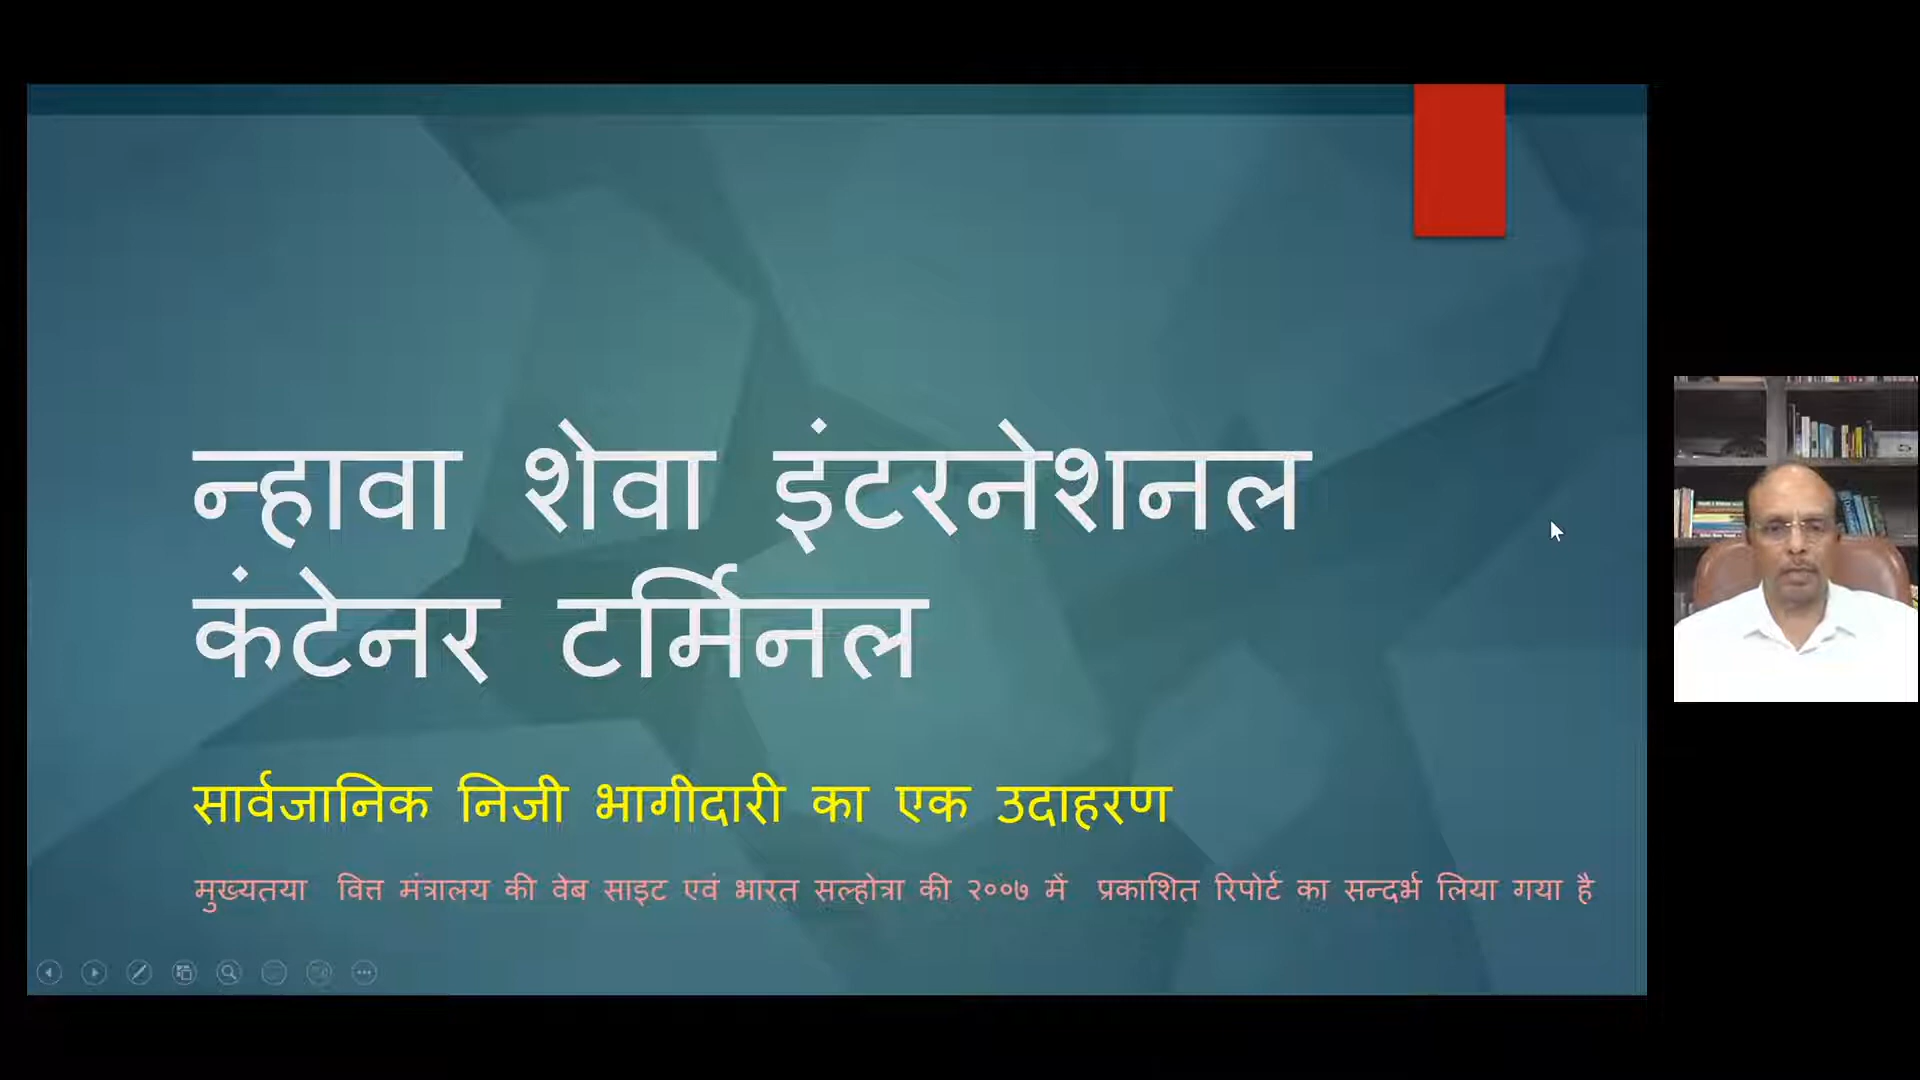 न्हावा शेवा इंटरनेशनल
कंटेनर टर्मिनल
सार्वजानिक निजी भागीदारी का एक उदाहरण
मुख्यतया वित्त मंत्रालय की वेब साइट एवं भारत सल्होत्रा की २००७ में प्रकाशित रिपोर्ट का सन्दर्भ लिया गया है